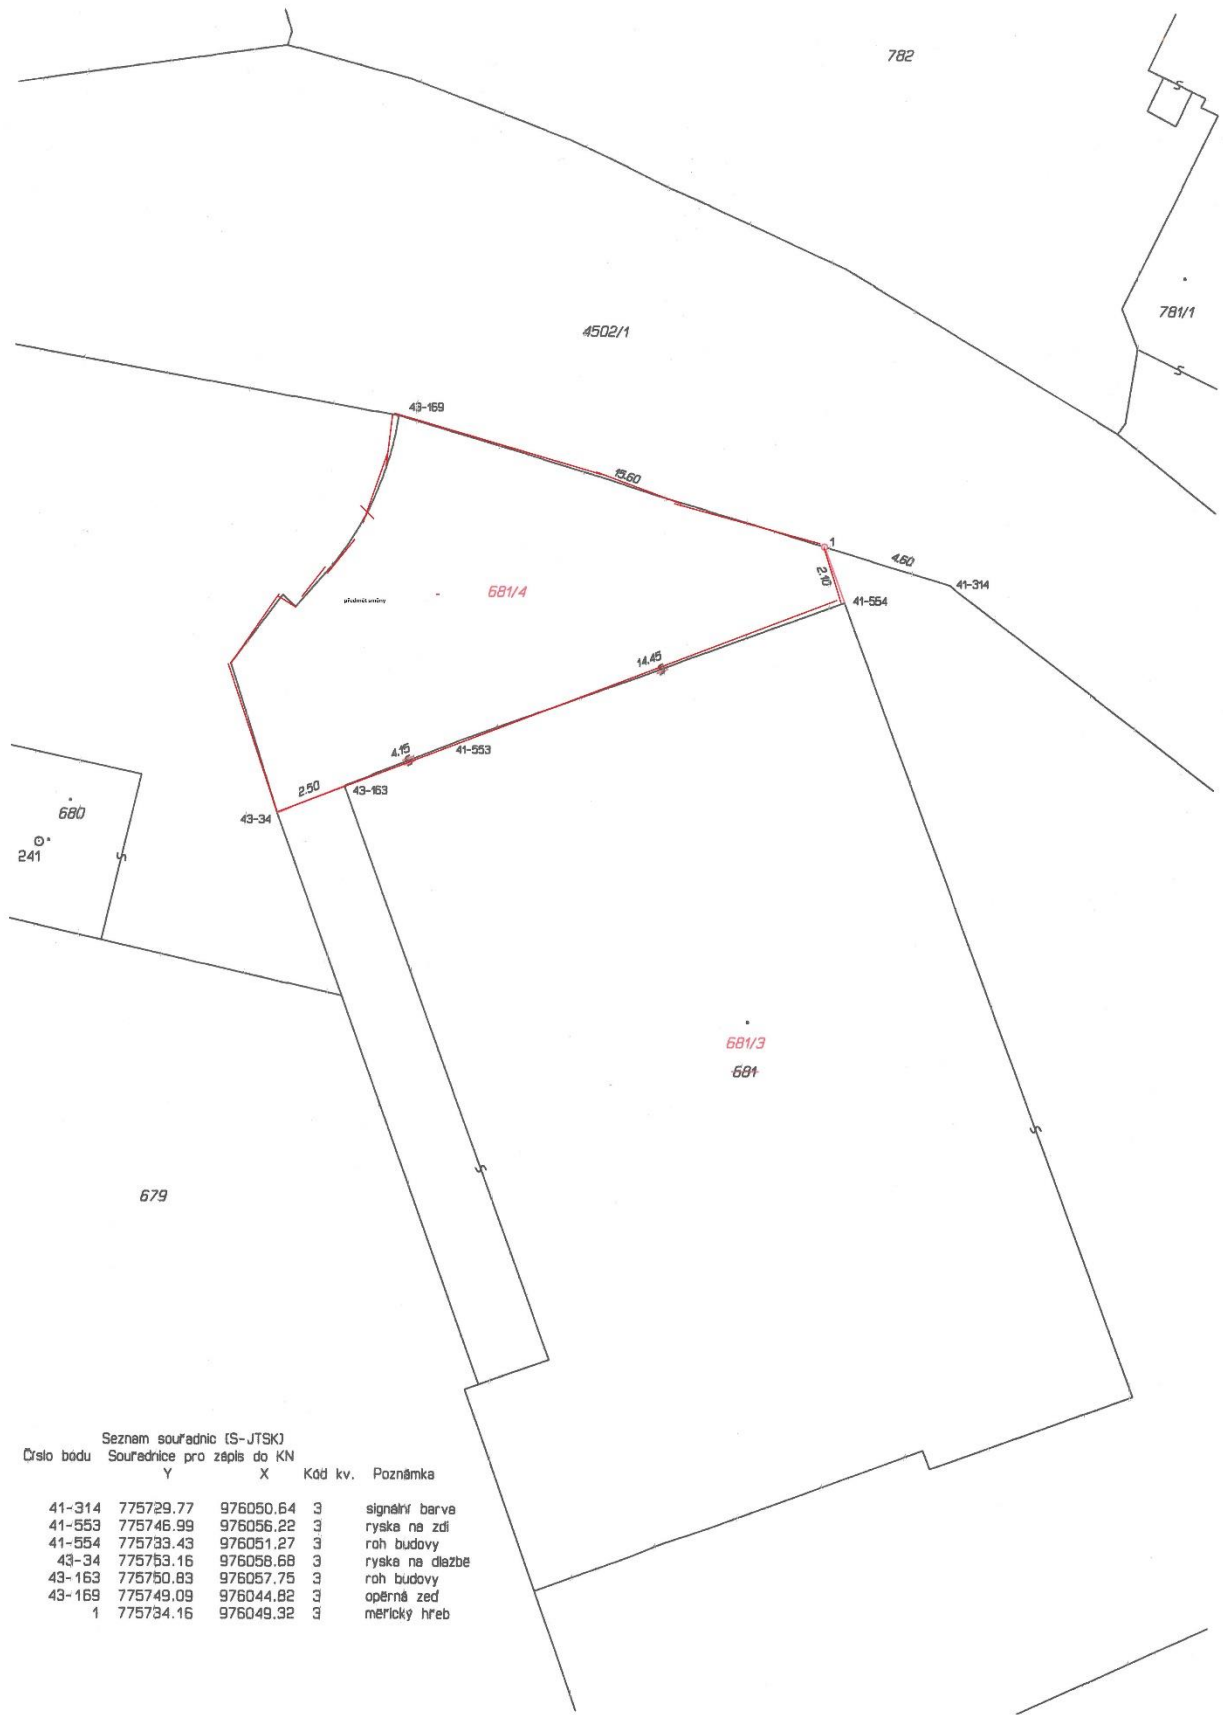 782
781/1
4502/1
43-169
15.60
1
4.60
41-314
2.10
41-554
681/4
předmět směny
14.45
4.15
41-553
2.50
43-163
43-34
680
241
681/3
681
679
Seznam souřadnic (S-JTSK)
Číslo bodu Souřadnice pro zápis do KN
Y X Kód kv. Poznámka
41-314 775729.77 976050.64 3 signální barva
41-553 775746.99 976056.22 3 ryska na zdi
41-554 775733.43 976051.27 3 roh budovy
43-34 775753.16 976058.68 3 ryska na dlažbě
43-163 775750.83 976057.75 3 roh budovy
43-169 775749.09 976044.82 3 opěrná zeď
1 775734.16 976049.32 3 měřický hřeb